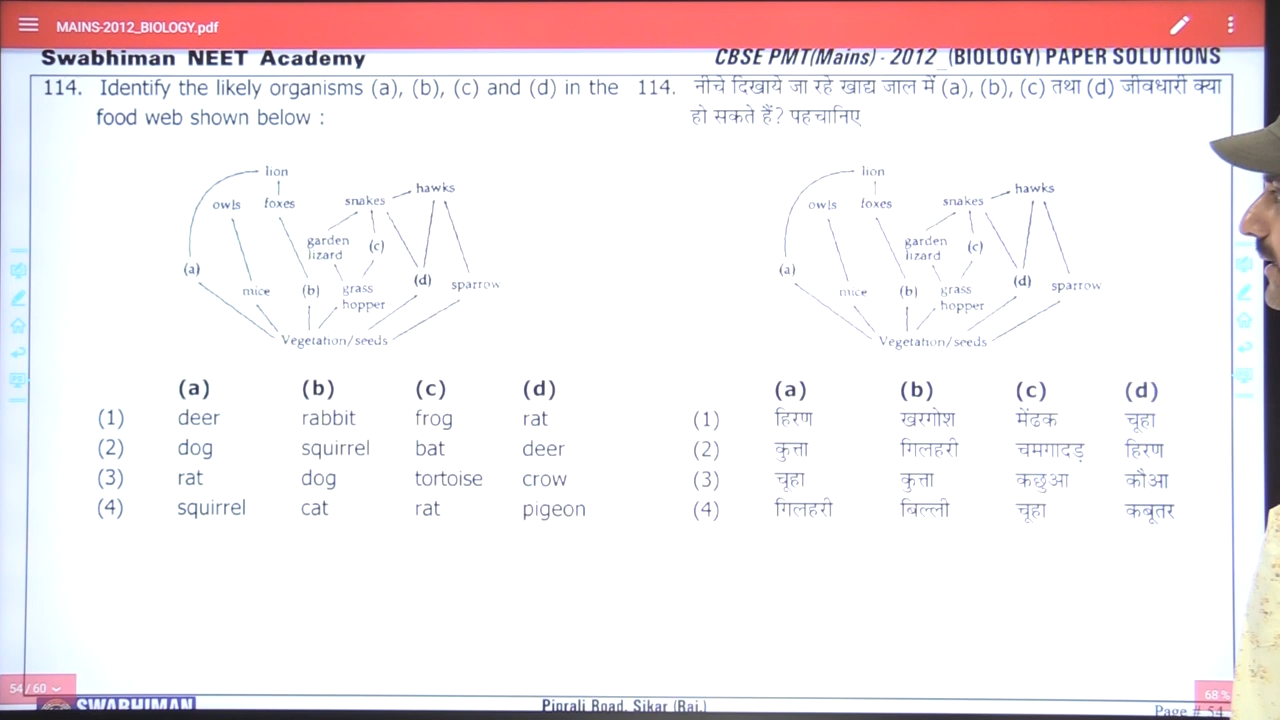 MAINS-2012_BIOLOGY.pdf
Swabhiman NEET Academy
CBSE PMT(Mains) - 2012_(BIOLOGY) PAPER SOLUTIONS
114. Identify the likely organisms (a), (b), (c) and (d) in the
food web shown below :
lion
hawks
owls foxes snakes
garden
lizard
(c)
(a)
mice (b) grass
hopper
(d)
sparrow
Vegetation/seeds
(a) (b) (c) (d)
(1) deer rabbit frog rat
(2) dog squirrel bat deer
(3) rat dog tortoise crow
(4) squirrel cat rat pigeon
114. नीचे दिखाये जा रहे खाद्य जाल में (a), (b), (c) तथा (d) जीवधारी क्या
हो सकते हैं? पहचानिए
lion
hawks
owls foxes snakes
garden
lizard
(c)
(a)
mice (b) grass
hopper
(d)
sparrow
Vegetation/seeds
(a) (b) (c) (d)
(1) हिरण खरगोश मेंढक चूहा
(2) कुत्ता गिलहरी चमगादड़ हिरण
(3) चूहा कुत्ता कछुआ कौआ
(4) गिलहरी बिल्ली चूहा कबूतर
54 / 60
68 %
SWABHIMAN
Piprali Road, Sikar (Raj.)
Page # 54